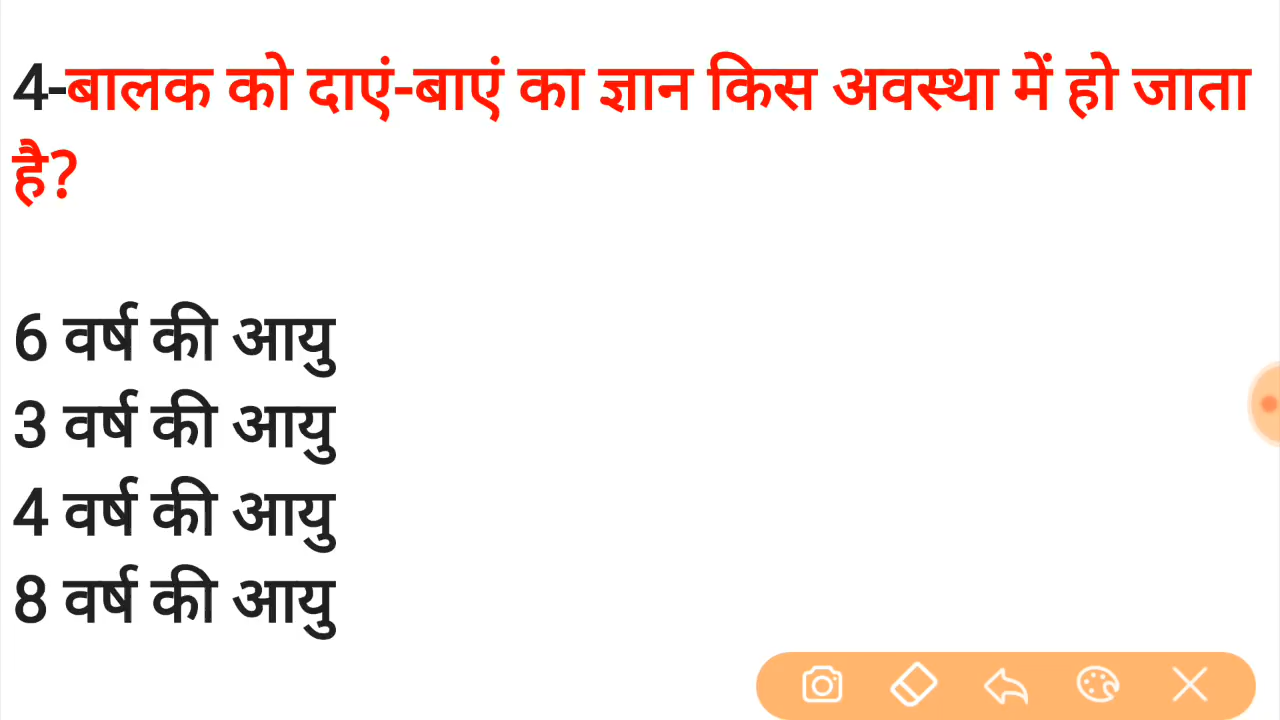 4-बालक को दाएं-बाएं का ज्ञान किस अवस्था में हो जाता
है?
6 वर्ष की आयु
3 वर्ष की आयु
4 वर्ष की आयु
8 वर्ष की आयु